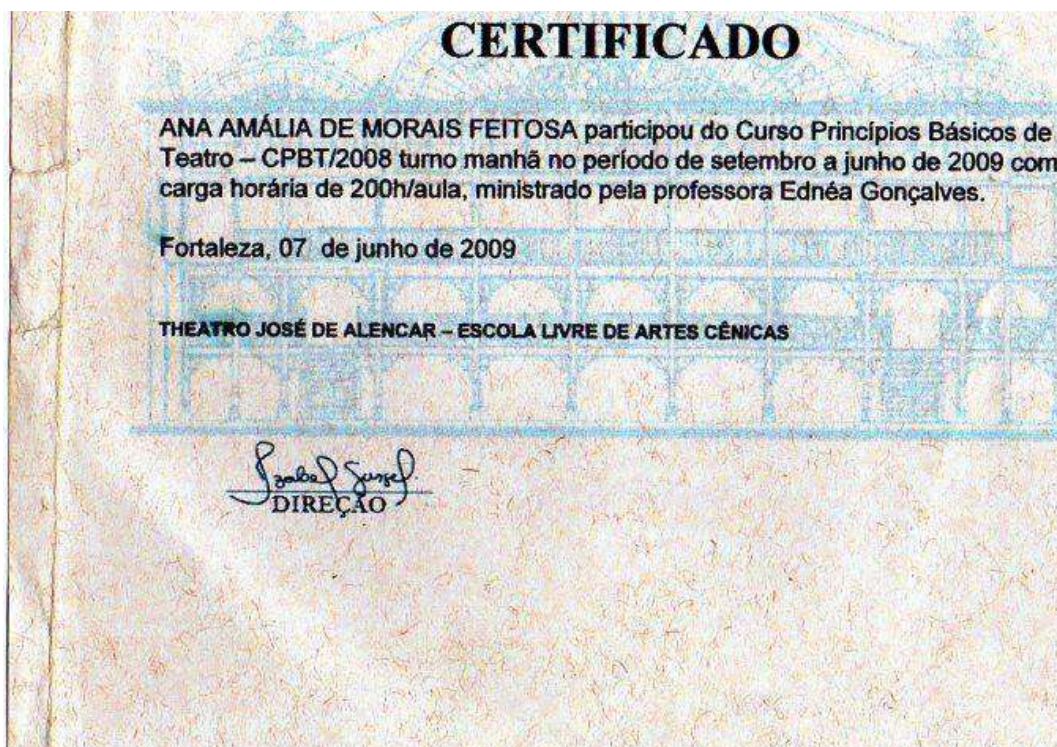 CERTIFICADO
ANA AMÁLIA DE MORAIS FEITOSA participou do Curso Princípios Básicos de
Teatro – CPBT/2008 turno manhã no período de setembro a junho de 2009 com
carga horária de 200h/aula, ministrado pela professora Ednéa Gonçalves.
Fortaleza, 07 de junho de 2009
THEATRO JOSÉ DE ALENCAR – ESCOLA LIVRE DE ARTES CÊNICAS
Izabel Gurgel
DIREÇÃO